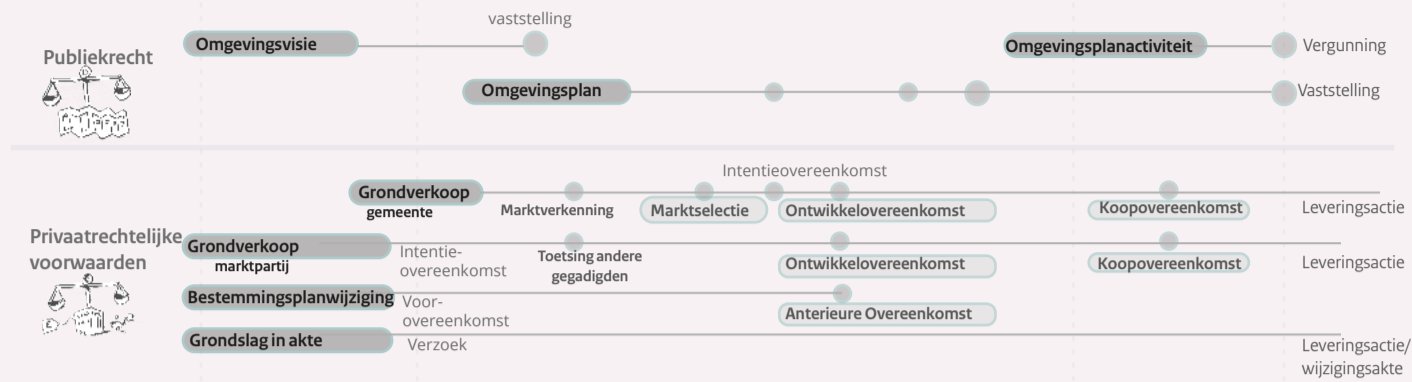 vaststelling
Omgevingsvisie
Omgevingsplanactiviteit
Vergunning
Publiekrecht
Omgevingsplan
Vaststelling
Intentieovereenkomst
Grondverkoop
gemeente
Marktverkenning
Marktselectie
Ontwikkelovereenkomst
Koopovereenkomst
Leveringsactie
Privaatrechtelijke
voorwaarden
Grondverkoop
marktpartij
Intentie-
overeenkomst
Toetsing andere
gegadigden
Ontwikkelovereenkomst
Koopovereenkomst
Leveringsactie
Bestemmingsplanwijziging
Voor-
overeenkomst
Anterieure Overeenkomst
Grondslag in akte
Verzoek
Leveringsactie/
wijzigingsakte